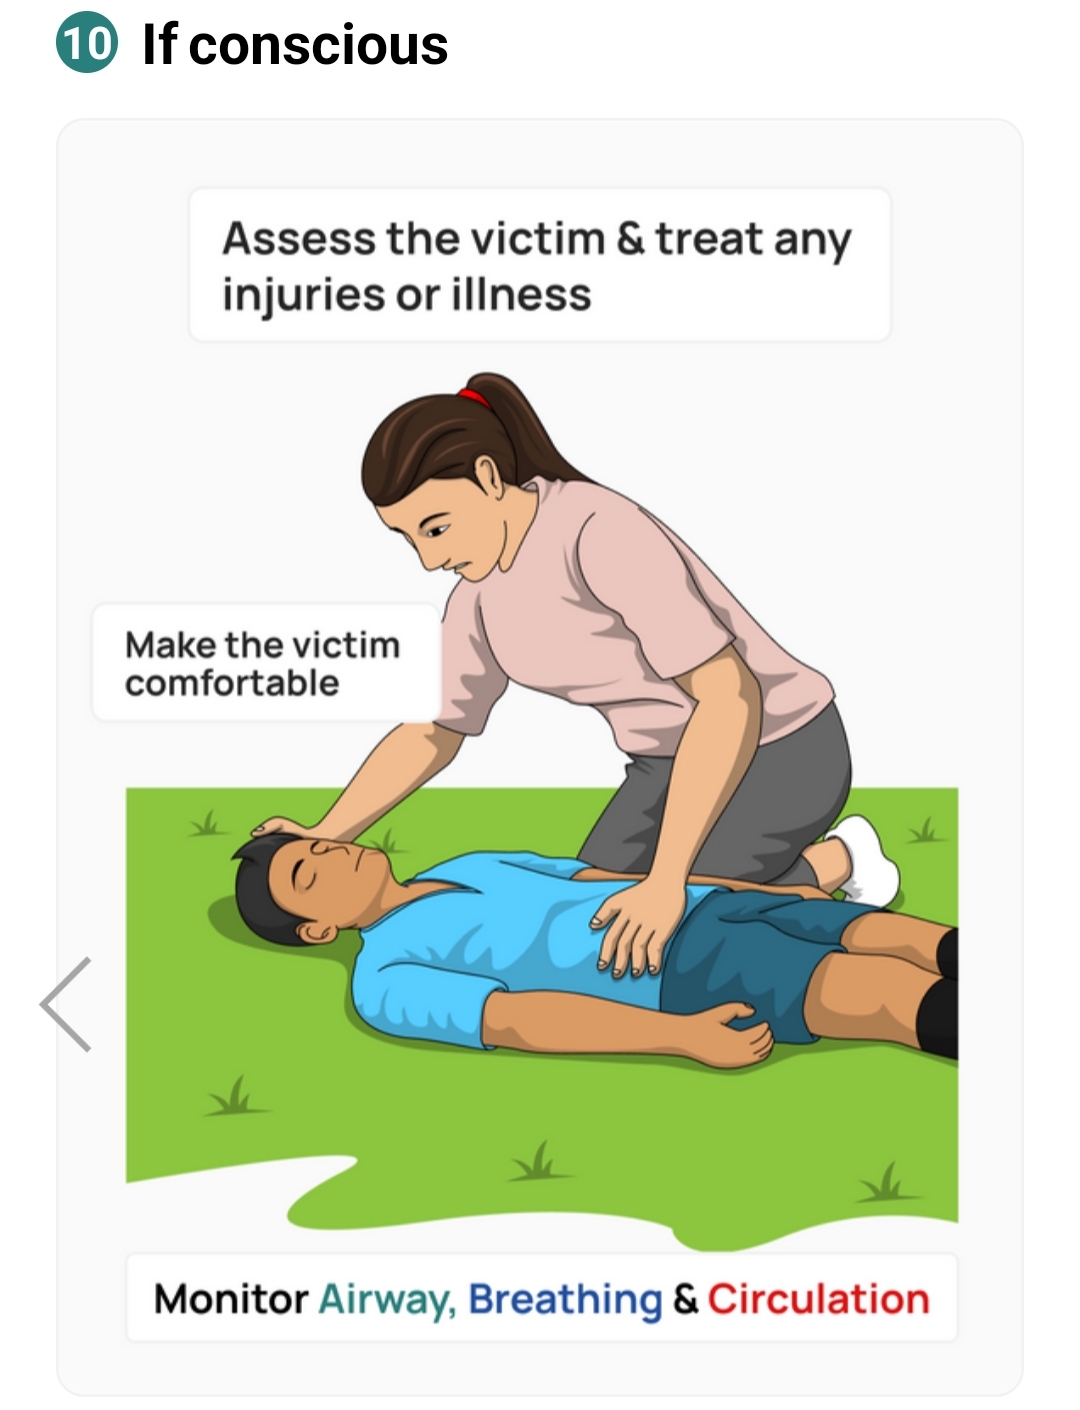 10 If conscious
Assess the victim & treat any
injuries or illness
Make the victim
comfortable
Monitor Airway, Breathing & Circulation